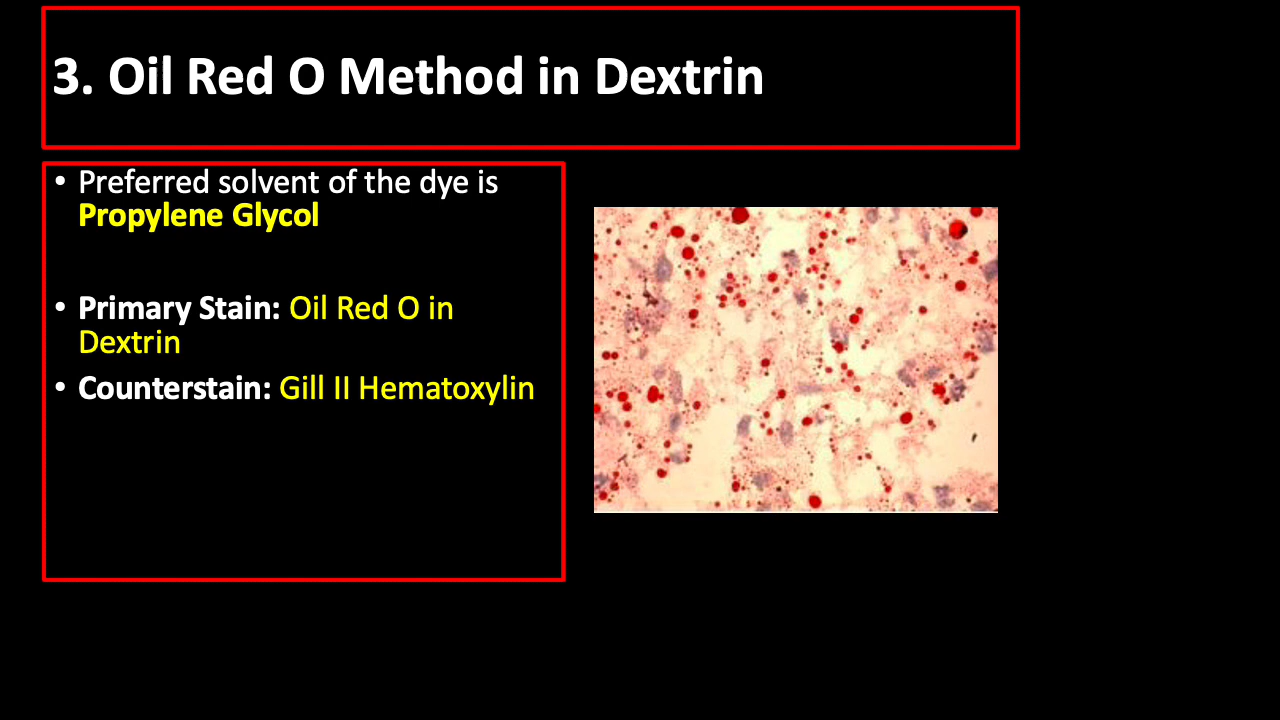 3. Oil Red O Method in Dextrin
• Preferred solvent of the dye is
Propylene Glycol
• Primary Stain: Oil Red O in
Dextrin
• Counterstain: Gill II Hematoxylin